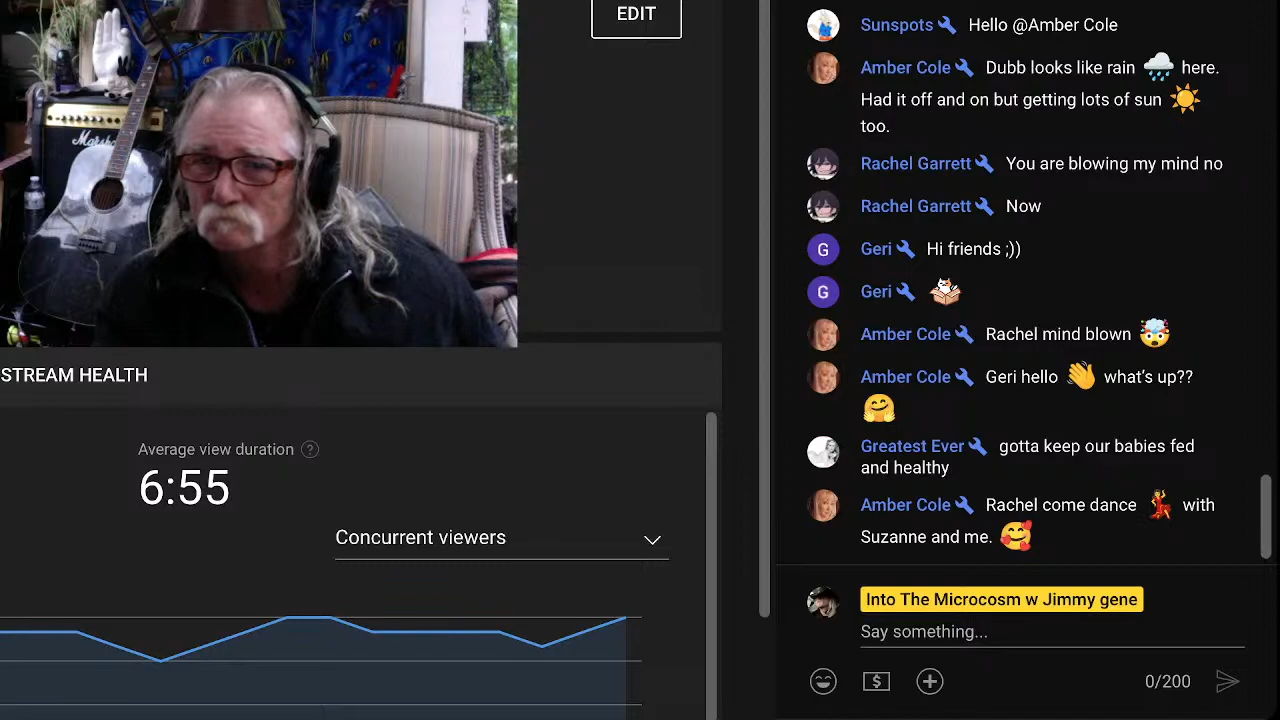 EDIT
Marshall
STREAM HEALTH
Average view duration ?
6:55
Concurrent viewers
Sunspots Hello @Amber Cole
Amber Cole Dubb looks like rain 🌧️ here.
Had it off and on but getting lots of sun ☀️
too.
Rachel Garrett You are blowing my mind no
Rachel Garrett Now
G Geri Hi friends ;))
G Geri
Amber Cole Rachel mind blown 🤯
Amber Cole Geri hello 👋 what's up??
🤗
Greatest Ever gotta keep our babies fed
and healthy
Amber Cole Rachel come dance 💃 with
Suzanne and me. 🥰
Into The Microcosm w Jimmy gene
Say something...
$ 0/200